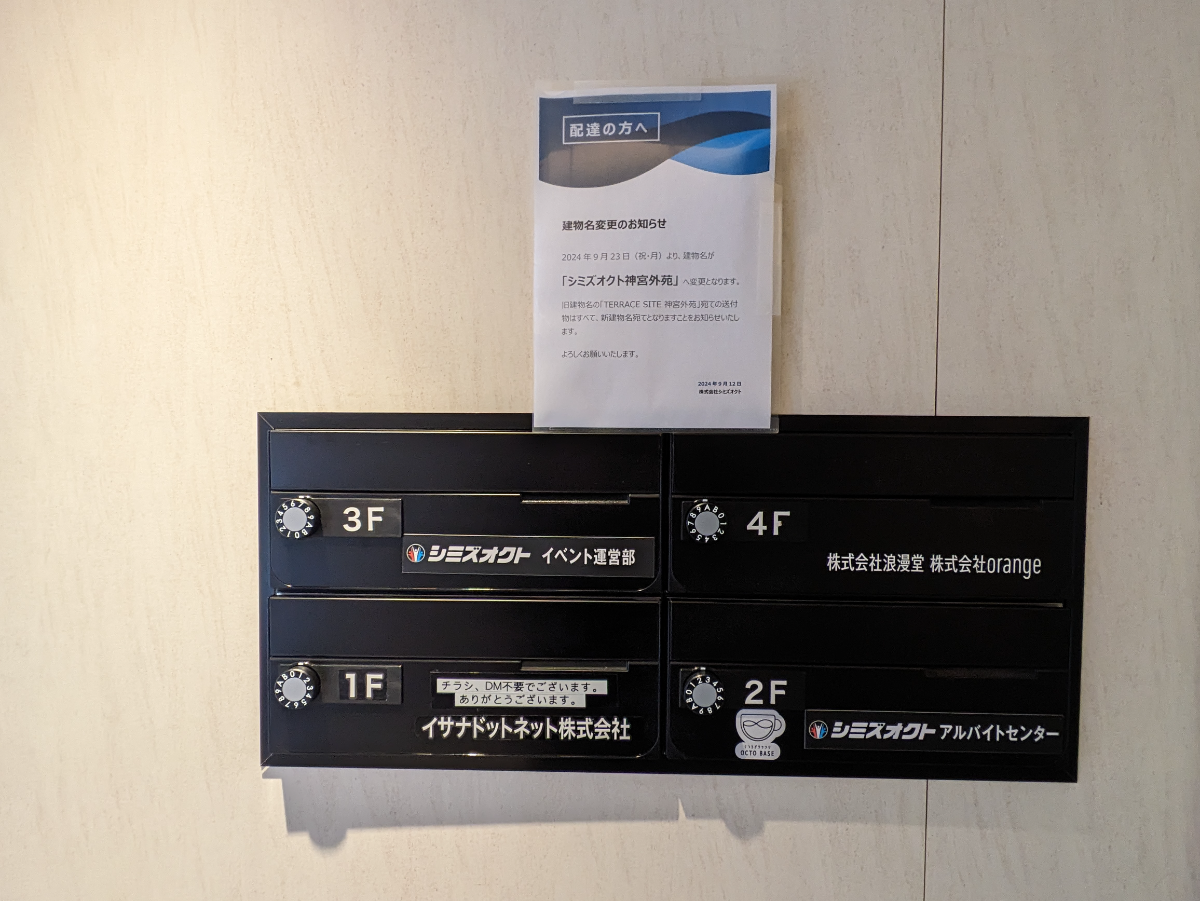 配達の方へ
建物名変更のお知らせ
2024年9月23日（祝・月）より、建物名が
「シミズオクト神宮外苑」へ変更となります。
旧建物名の「TERRACE SITE 神宮外苑」宛ての送付
物はすべて、新建物名宛てとなりますことをお知らせいたし
ます。
よろしくお願いいたします。
2024年9月12日
株式会社シミズオクト
3F
シミズオクト イベント運営部
4F
株式会社浪漫堂 株式会社orange
1F
チラシ、DM不要でございます。
ありがとうございます。
イサナドットネット株式会社
2F
OCTO BASE
シミズオクト アルバイトセンター